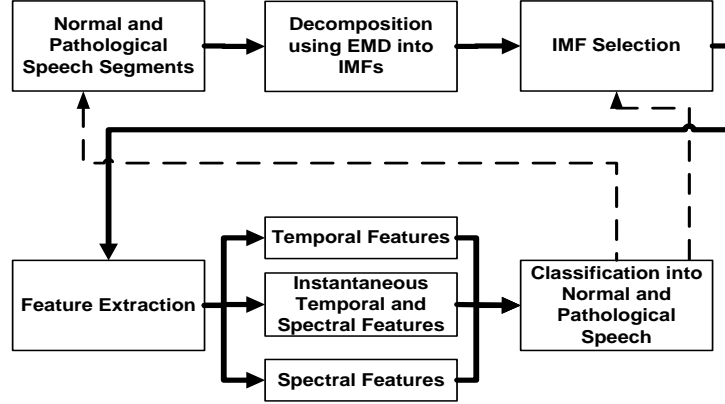 Normal and
Pathological
Speech Segments
Decomposition
using EMD into
IMFs
IMF Selection
Feature Extraction
Temporal Features
Instantaneous
Temporal and
Spectral Features
Spectral Features
Classification into
Normal and
Pathological
Speech